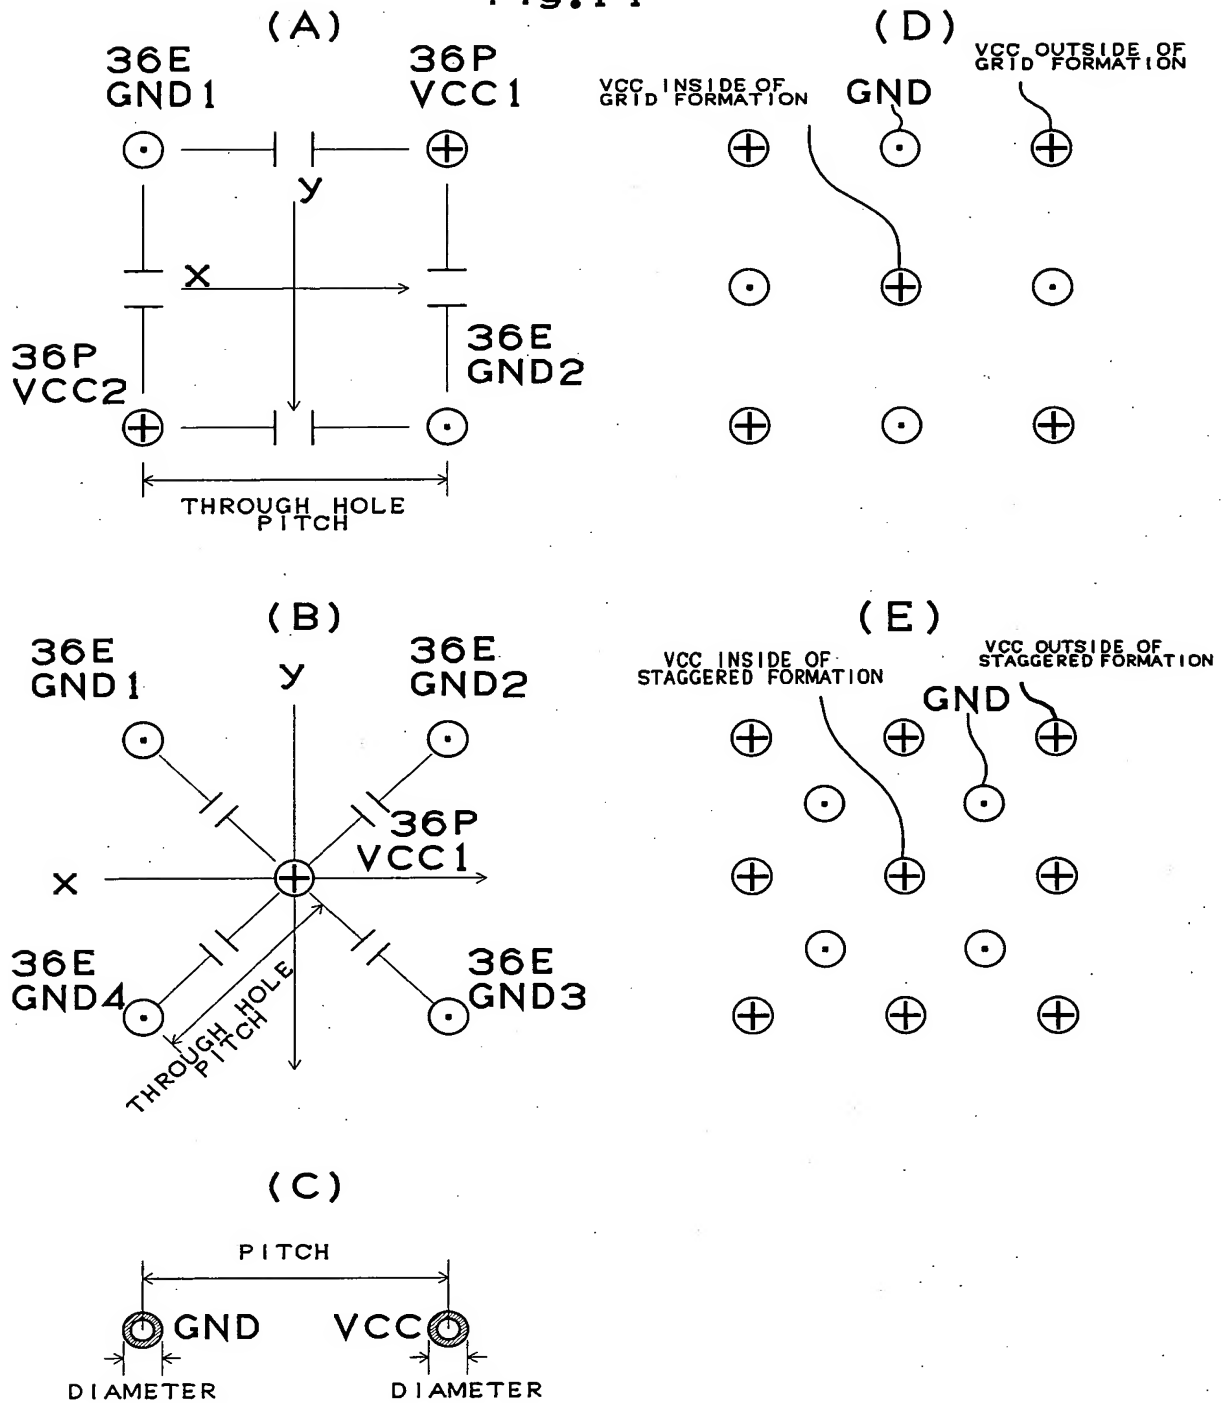 (A)
36E
GND1
36P
VCC1
y
x
36P
VCC2
36E
GND2
THROUGH HOLE
PITCH
(D)
VCC INSIDE OF
GRID FORMATION
GND
VCC OUTSIDE OF
GRID FORMATION
(B)
36E
GND1
y
36E
GND2
36P
VCC1
x
36E
GND4
36E
GND3
THROUGH HOLE
PITCH
(E)
VCC INSIDE OF
STAGGERED FORMATION
GND
VCC OUTSIDE OF
STAGGERED FORMATION
(C)
PITCH
GND
VCC
DIAMETER
DIAMETER